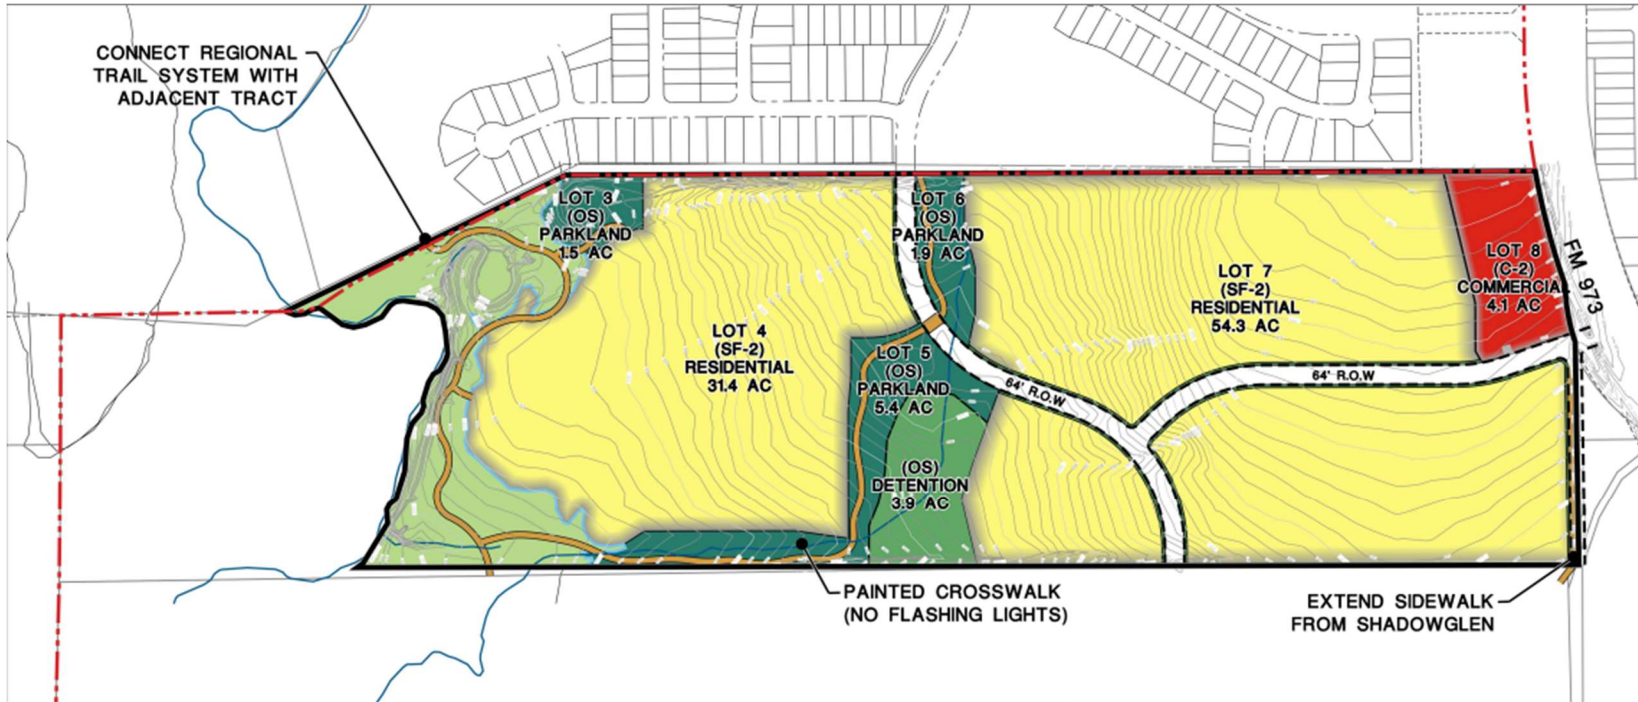 CONNECT REGIONAL
TRAIL SYSTEM WITH
ADJACENT TRACT
LOT 3
(OS)
PARKLAND
1.5 AC
LOT 6
(OS)
PARKLAND
1.9 AC
LOT 7
(SF-2)
RESIDENTIAL
54.3 AC
LOT 8
(C-2)
COMMERCIAL
4.1 AC
FM 973
LOT 4
(SF-2)
RESIDENTIAL
31.4 AC
LOT 5
(OS)
PARKLAND
5.4 AC
64' R.O.W
64' R.O.W
(OS)
DETENTION
3.9 AC
PAINTED CROSSWALK
(NO FLASHING LIGHTS)
EXTEND SIDEWALK
FROM SHADOWGLEN